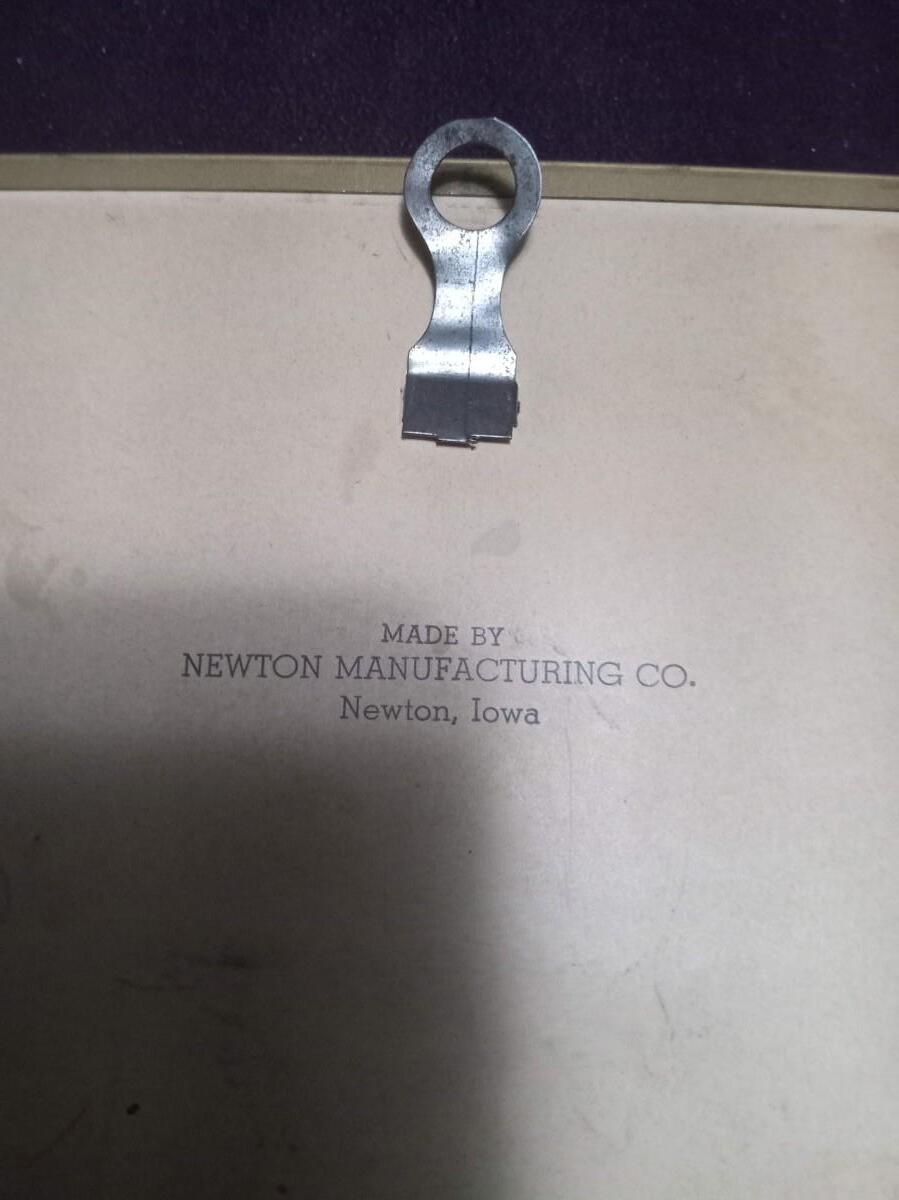 MADE BY
NEWTON MANUFACTURING CO.
Newton, Iowa